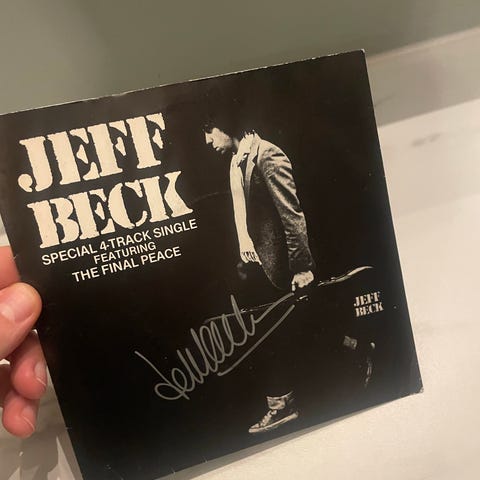 JEFF
BECK
SPECIAL 4-TRACK SINGLE
FEATURING
THE FINAL PEACE
JEFF
BECK